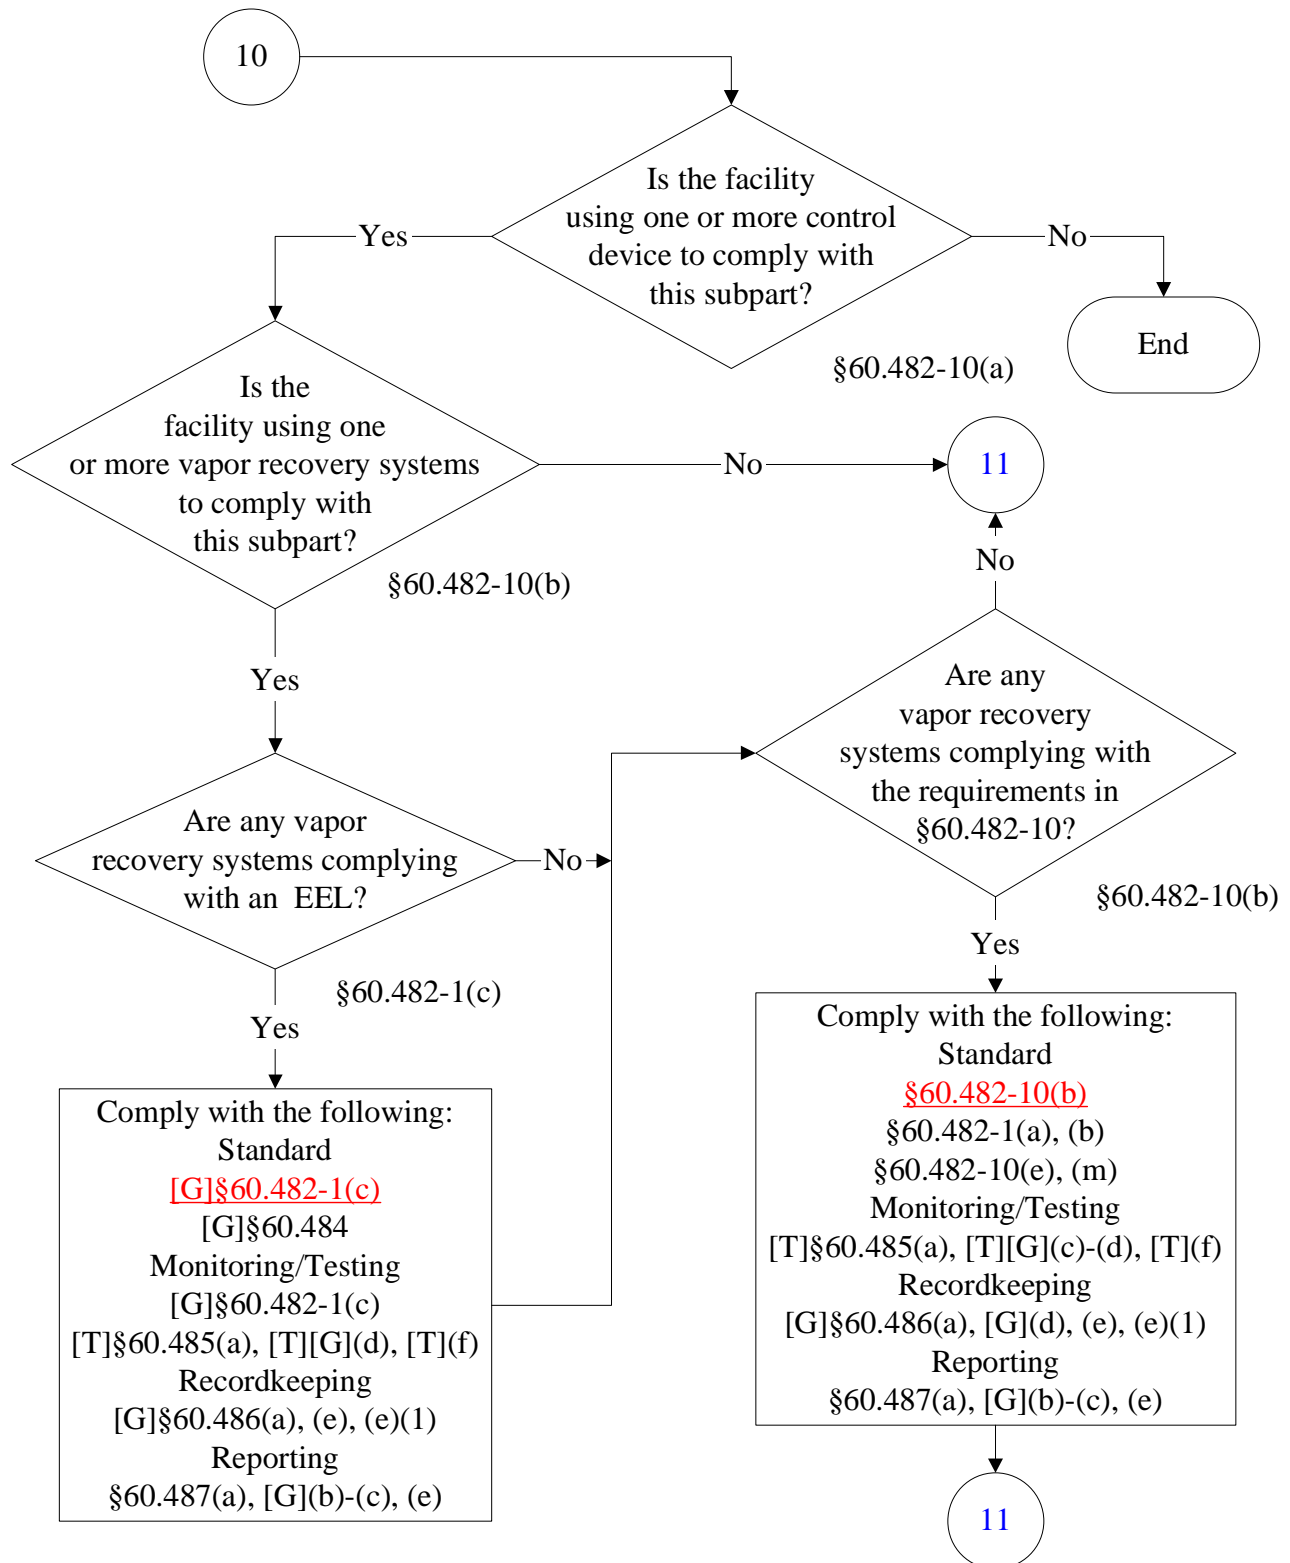 10
Is the facility
using one or more control
device to comply with
this subpart?
Yes
No
End
§60.482-10(a)
Is the
facility using one
or more vapor recovery systems
to comply with
this subpart?
No
11
§60.482-10(b)
No
Yes
Are any
vapor recovery
systems complying with
the requirements in
§60.482-10?
Are any vapor
recovery systems complying
with an  EEL?
No
§60.482-10(b)
Yes
§60.482-1(c)
Yes
Comply with the following:
Standard
§60.482-10(b)
§60.482-1(a), (b)
§60.482-10(e), (m)
Monitoring/Testing
[T]§60.485(a), [T][G](c)-(d), [T](f)
Recordkeeping
[G]§60.486(a), [G](d), (e), (e)(1)
Reporting
§60.487(a), [G](b)-(c), (e)
Comply with the following:
Standard
[G]§60.482-1(c)
[G]§60.484
Monitoring/Testing
[G]§60.482-1(c)
[T]§60.485(a), [T][G](d), [T](f)
Recordkeeping
[G]§60.486(a), (e), (e)(1)
Reporting
§60.487(a), [G](b)-(c), (e)
11